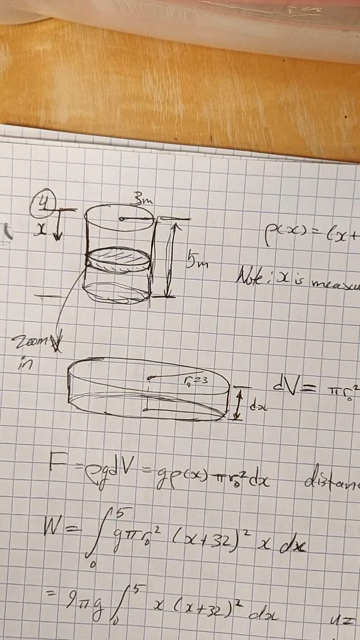 4
3m
x
5m
ρ(x) = (x+
Note: x is measu
zoom
in
r₀=3
dx
dV = πr₀²
F = ρgdV = gρ(x)πr₀²dx distan
W = ∫₀⁵ gπr₀² (x+32)² x dx
= 9πg ∫₀⁵ x (x+32)² dx